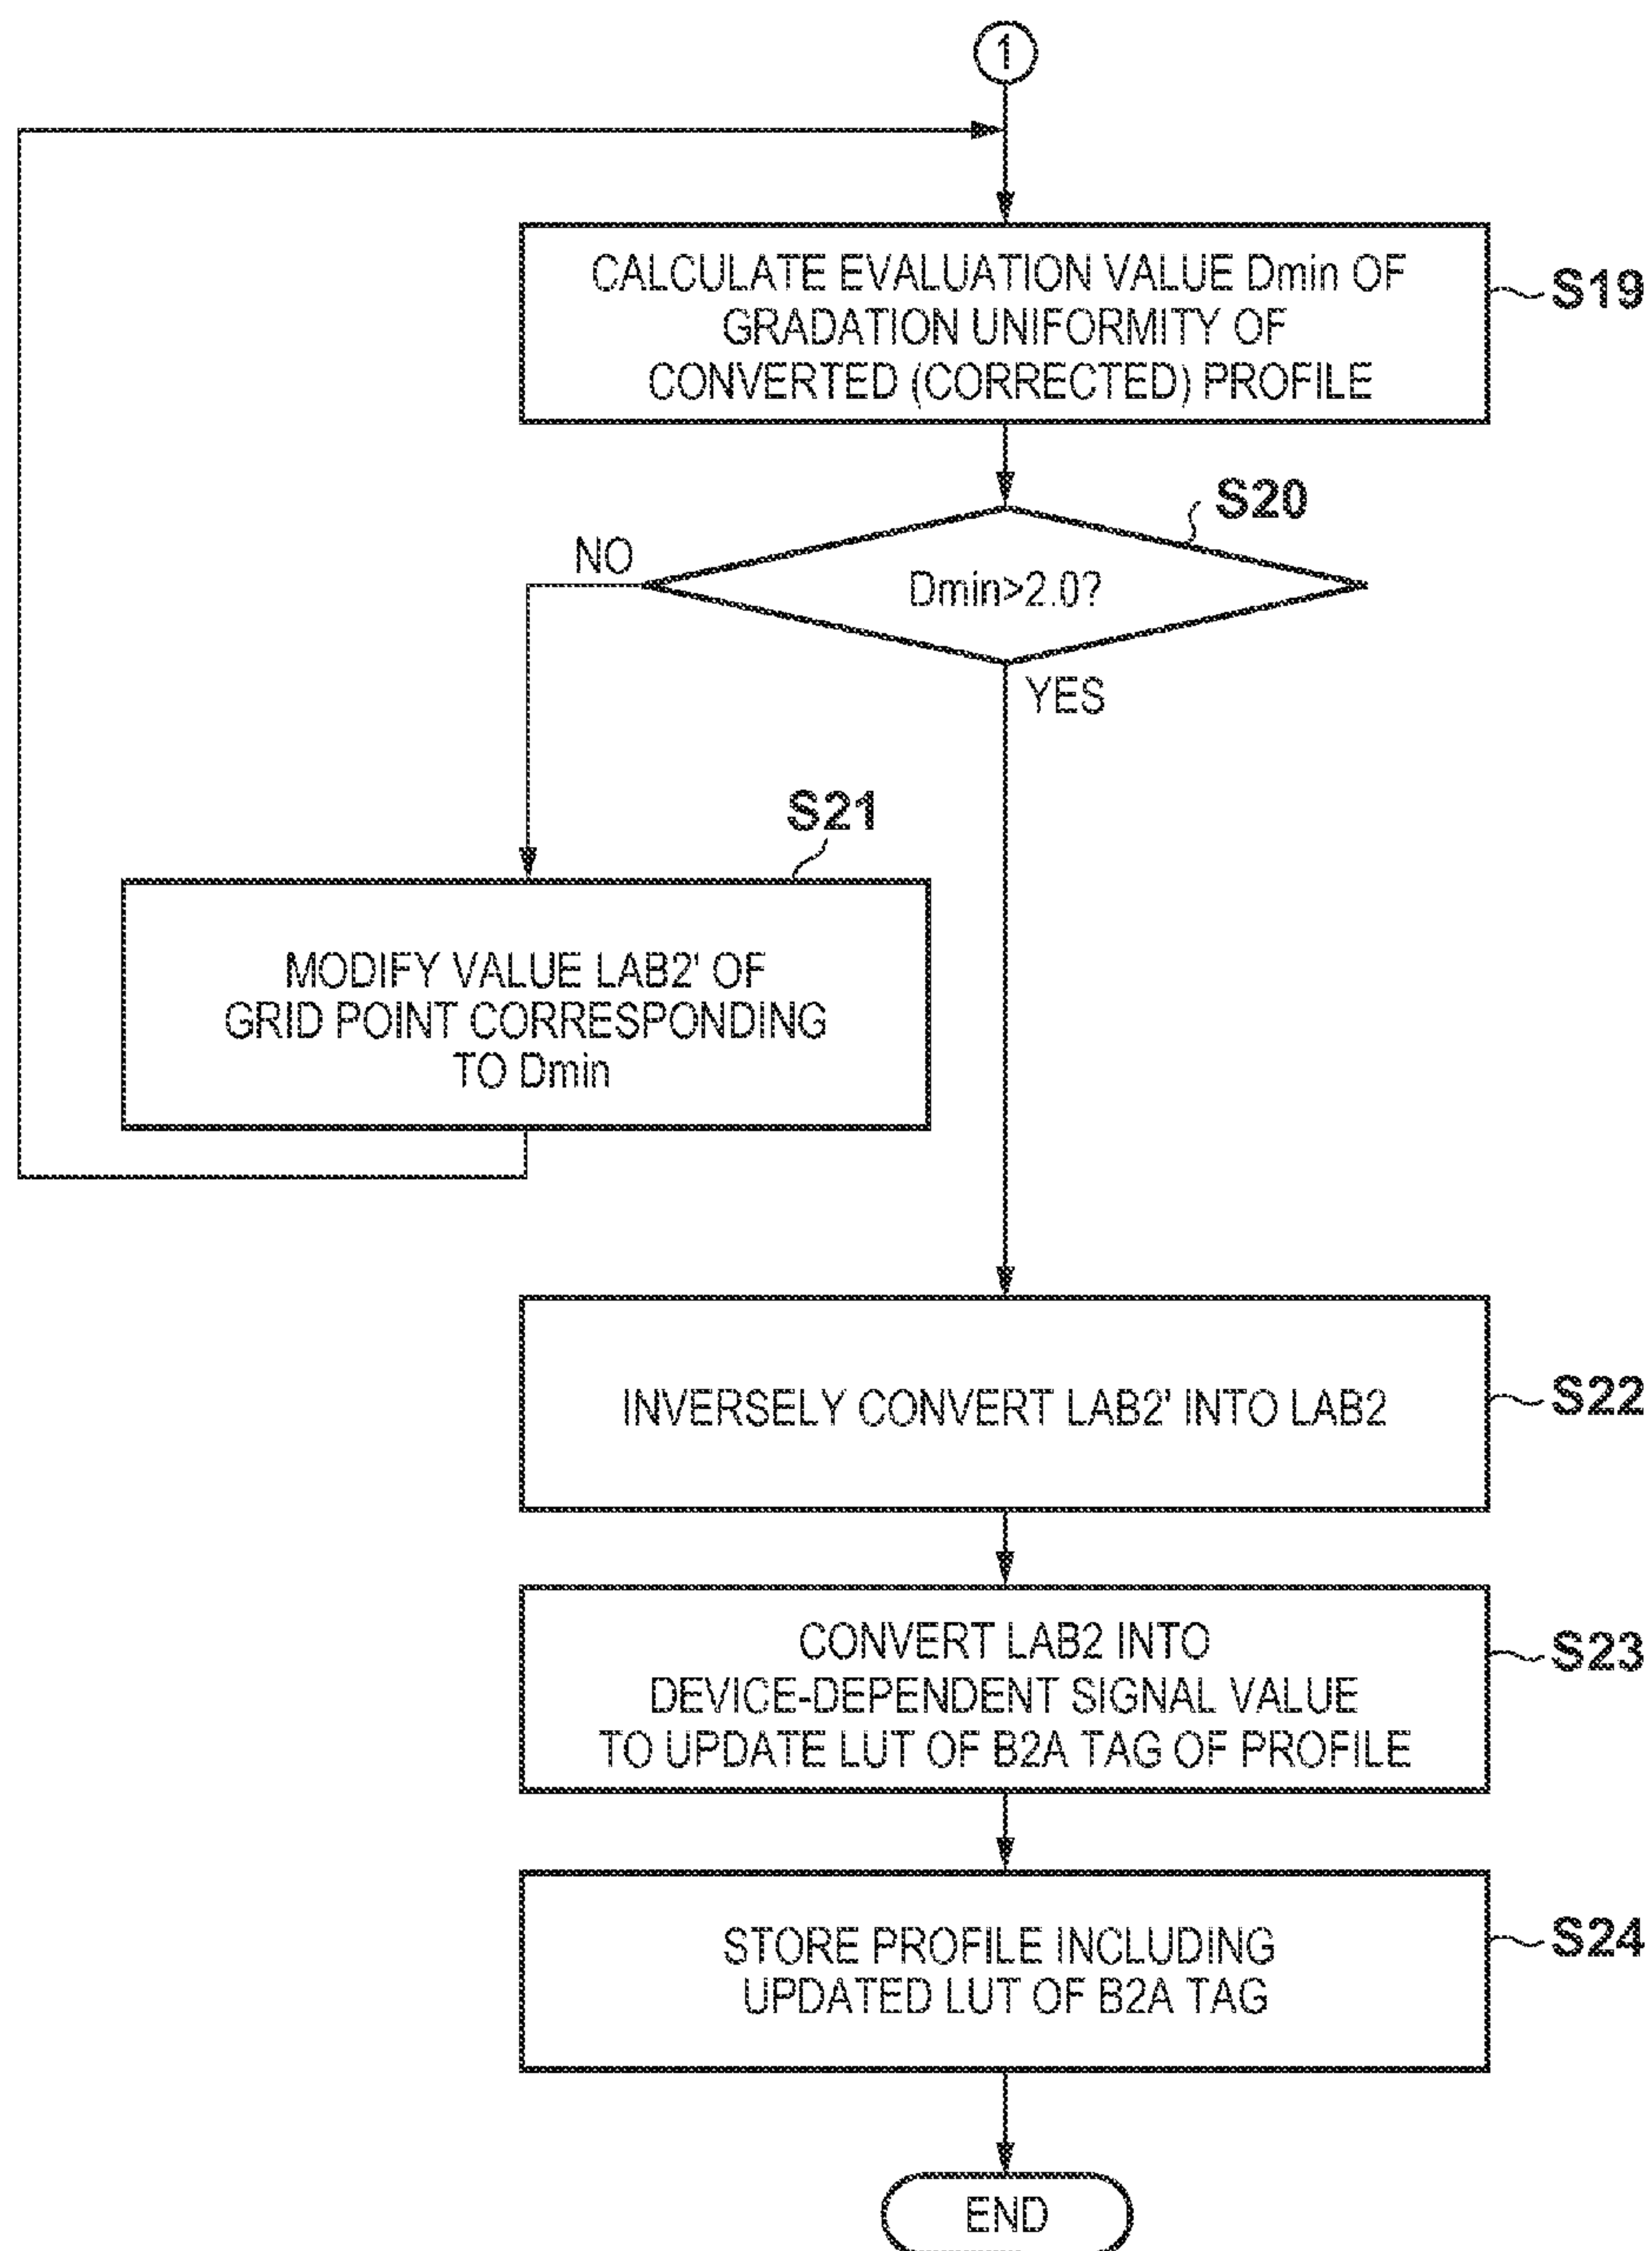 1
CALCULATE EVALUATION VALUE Dmin OF
GRADATION UNIFORMITY OF
CONVERTED (CORRECTED) PROFILE
S19
S20
NO
Dmin>2.0?
YES
S21
MODIFY VALUE LAB2' OF
GRID POINT CORRESPONDING
TO Dmin
INVERSELY CONVERT LAB2' INTO LAB2
S22
CONVERT LAB2 INTO
DEVICE-DEPENDENT SIGNAL VALUE
TO UPDATE LUT OF B2A TAG OF PROFILE
S23
STORE PROFILE INCLUDING
UPDATED LUT OF B2A TAG
S24
END